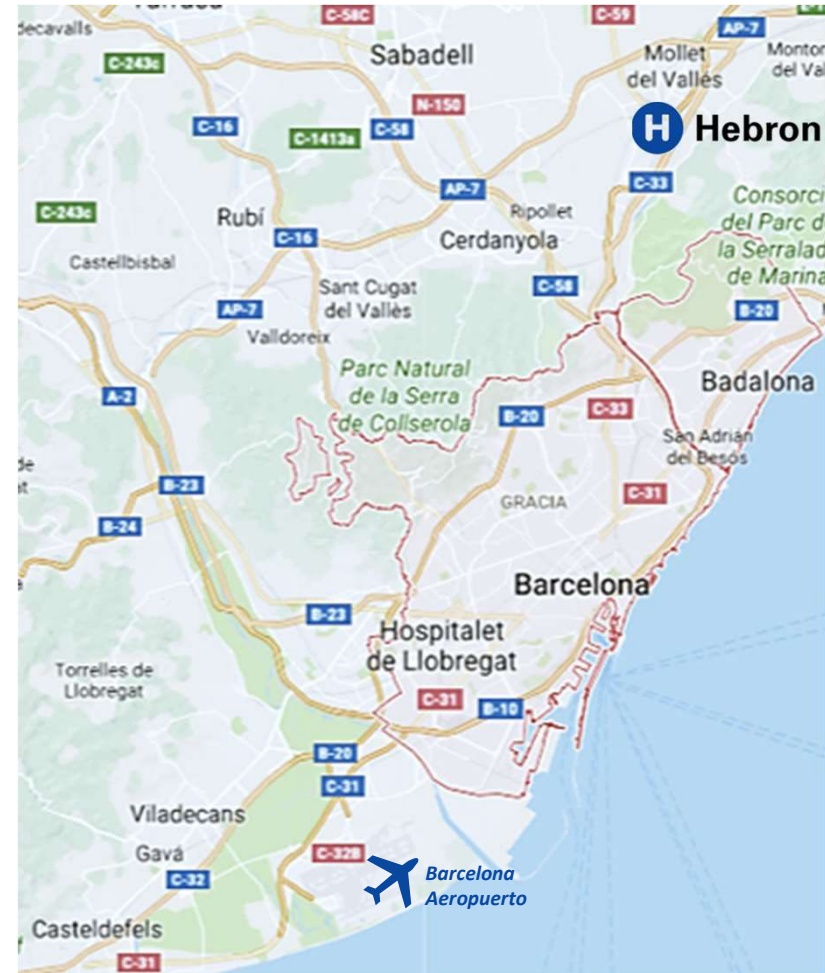 C-58C
C-59
decavalls
AP-7
Sabadell
Mollet
del Vallés
C-243c
N-150
C-16
C-1413a
C-58
H Hebron
AP-7
C-33
C-243c
Rubí
Ripollet
C-16
Cerdanyola
Consorci
del Parc d
la Serralad
de Marina
Castellbisbal
Sant Cugat
del Vallès
C-58
AP-7
B-20
Valldoreix
Parc Natural
de la Serra
de Collserola
A-2
Badalona
B-20
C-33
San Adrián
del Besós
B-23
C-31
GRACIA
B-24
Barcelona
B-23
Hospitalet
de Llobregat
Torrelles de
Llobregat
C-31
B-10
B-20
C-31
Viladecans
Gavá
C-32B
C-32
Barcelona
Aeropuerto
Casteldefels
C-31